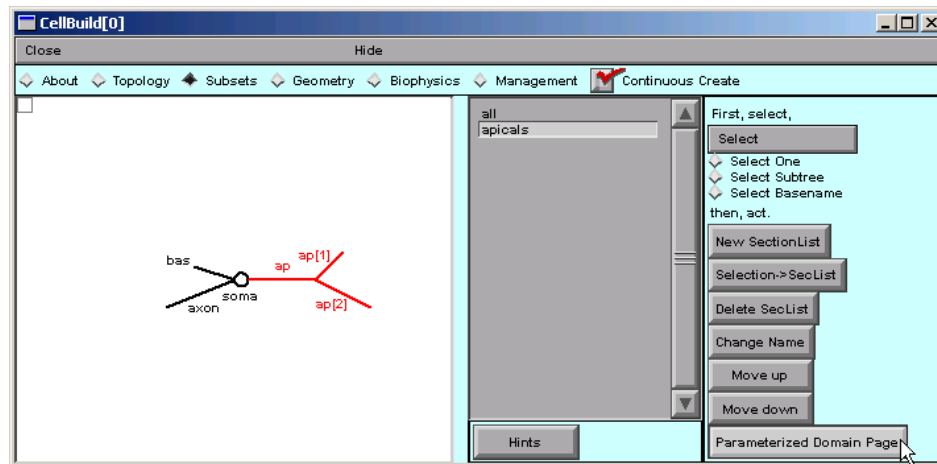 CellBuild[0]
Close Hide
About Topology Subsets Geometry Biophysics Management Continuous Create
bas
axon
soma
ap
ap[1]
ap[2]
all
apicals
Hints
First, select,
Select
Select One
Select Subtree
Select Basename
then, act.
New SectionList
Selection->SecList
Delete SecList
Change Name
Move up
Move down
Parameterized Domain Page